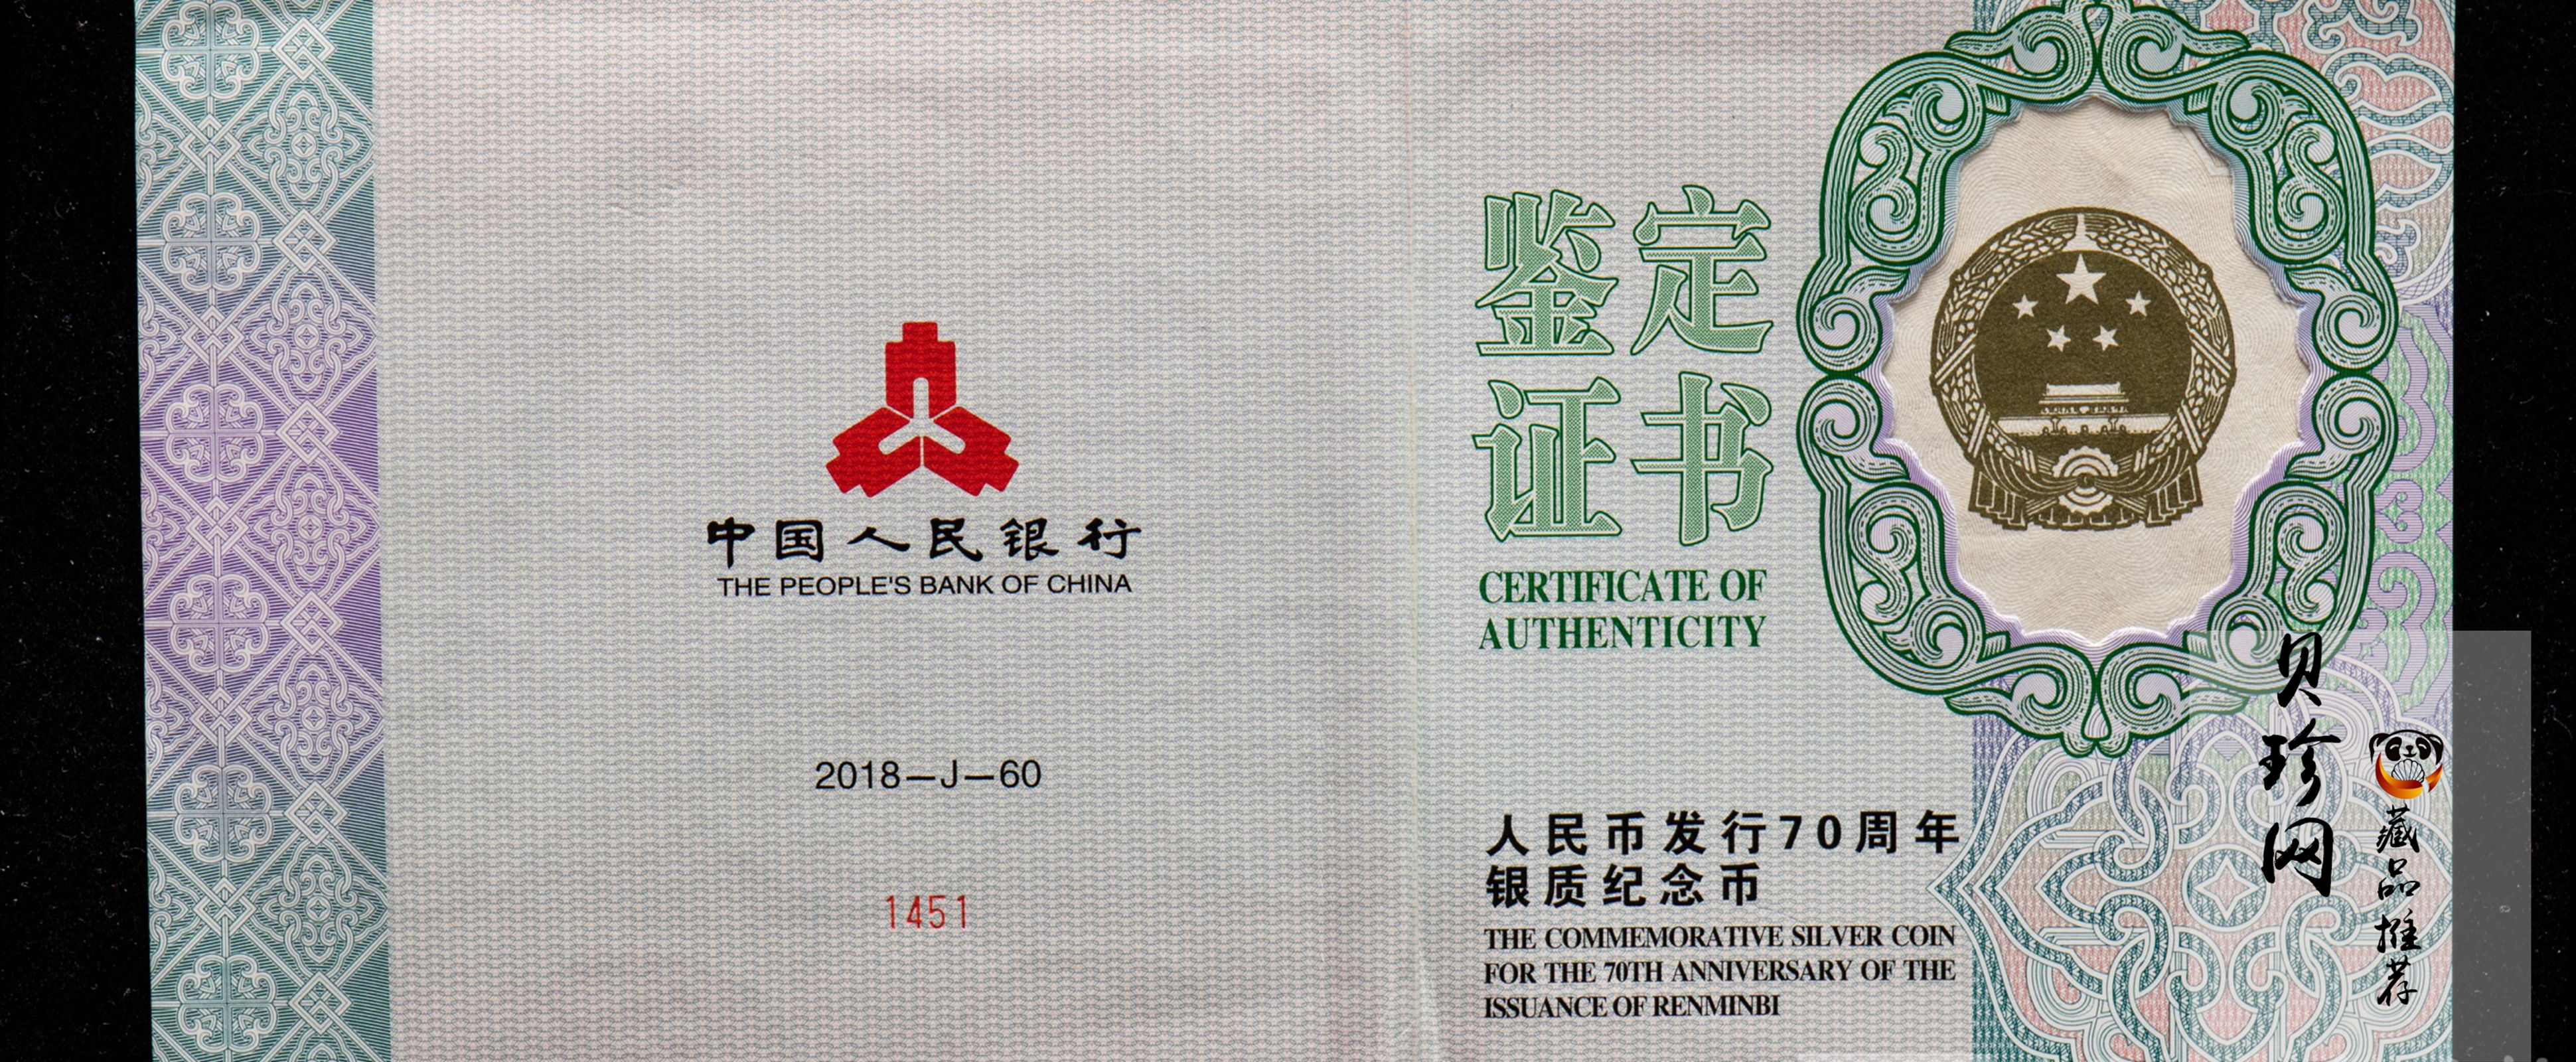 中国人民银行
THE PEOPLE'S BANK OF CHINA
2018—J—60
1451
鉴定
证书
CERTIFICATE OF
AUTHENTICITY
人民币发行70周年
银质纪念币
THE COMMEMORATIVE SILVER COIN
FOR THE 70TH ANNIVERSARY OF THE
ISSUANCE OF RENMINBI
贝珍网
藏品推荐